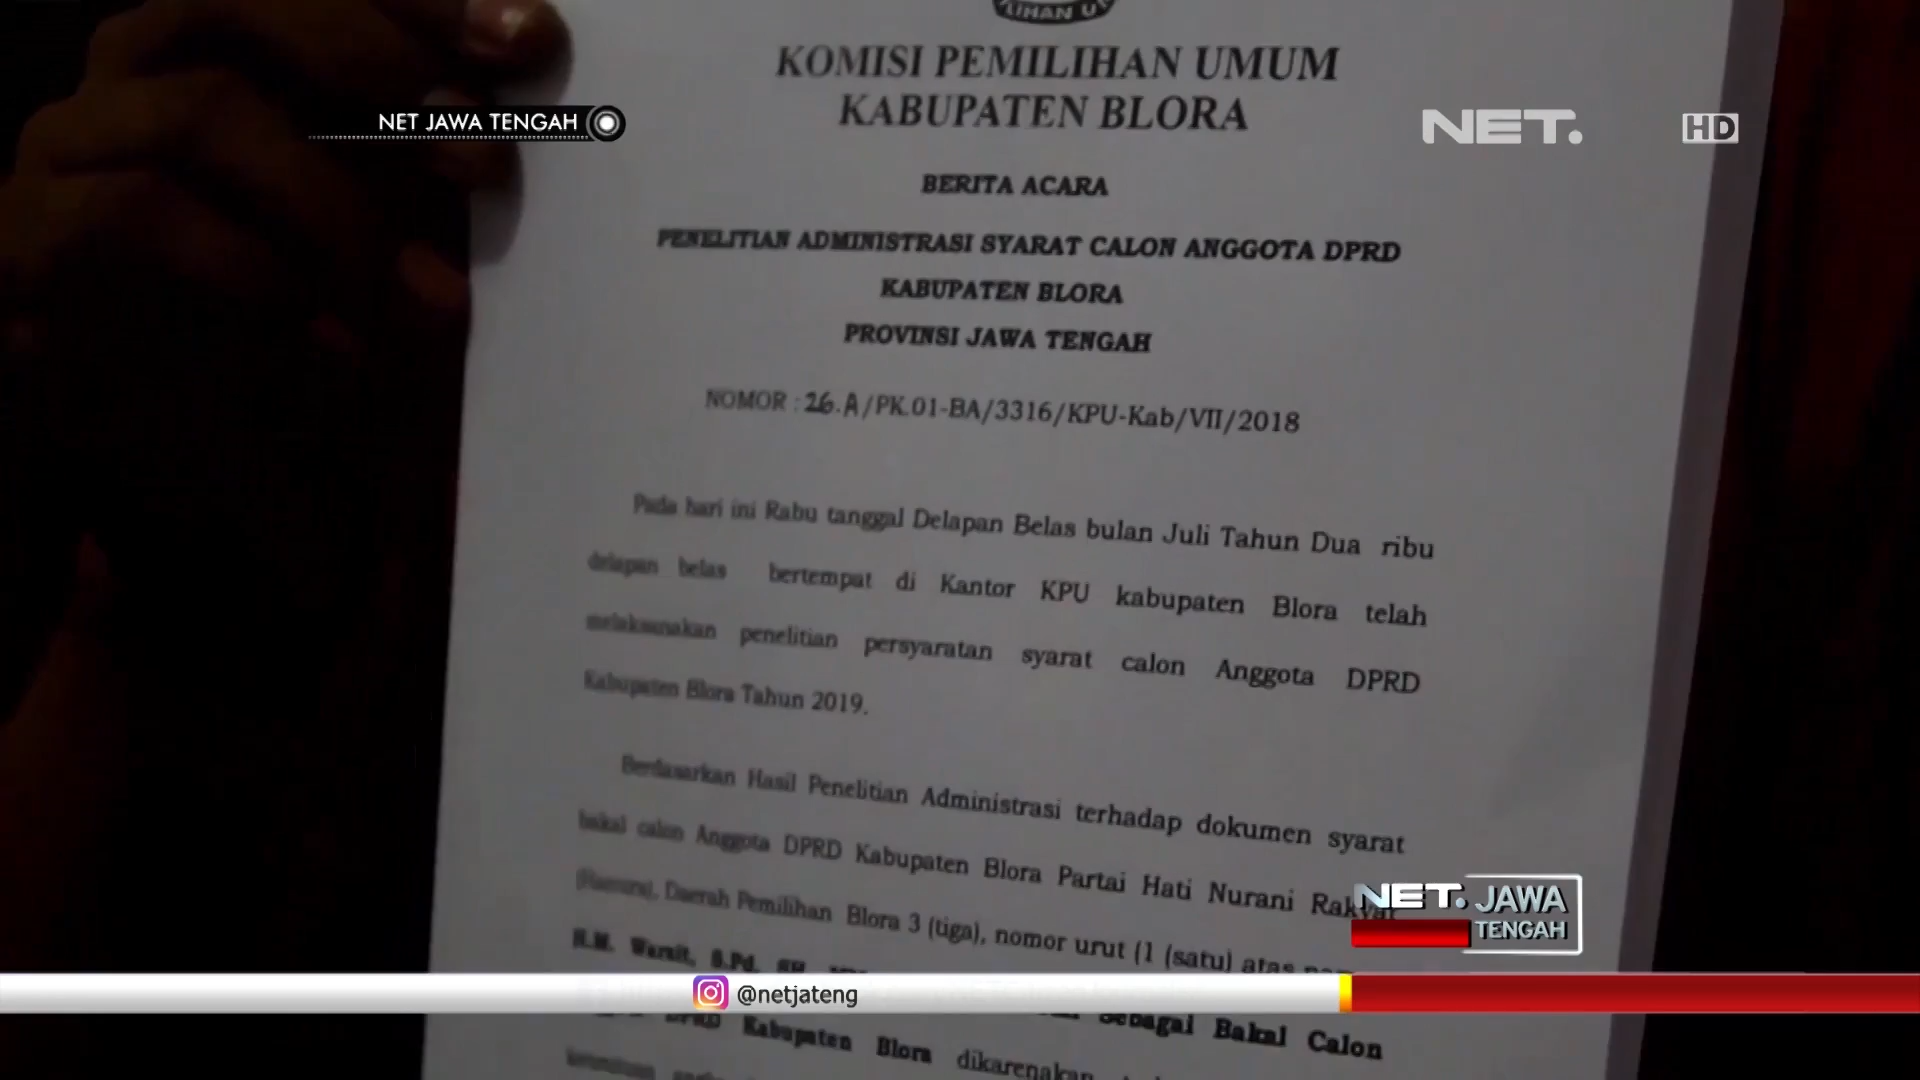 LIHAN U
KOMISI PEMILIHAN UMUM
KABUPATEN BLORA
NET JAWA TENGAH
NET.
HD
BERITA ACARA
PENELITIAN ADMINISTRASI SYARAT CALON ANGGOTA DPRD
KABUPATEN BLORA
PROVINSI JAWA TENGAH
NOMOR : 26.A/PK.01-BA/3316/KPU-Kab/VII/2018
Pada hari ini Rabu tanggal Delapan Belas bulan Juli Tahun Dua ribu
delapan belas bertempat di Kantor KPU kabupaten Blora telah
melaksanakan penelitian persyaratan syarat calon Anggota DPRD
Kabupaten Blora Tahun 2019.
Berdasarkan Hasil Penelitian Administrasi terhadap dokumen syarat
bakal calon Anggota DPRD Kabupaten Blora Partai Hati Nurani Rakyat
(Hanura), Daerah Pemilihan Blora 3 (tiga), nomor urut (1 (satu) atas
H.M. Warsit, S.Pd, SH
NET. JAWA
TENGAH
@netjateng
Sebagai Bakal Calon
DPRD Kabupaten Blora dikarenakan